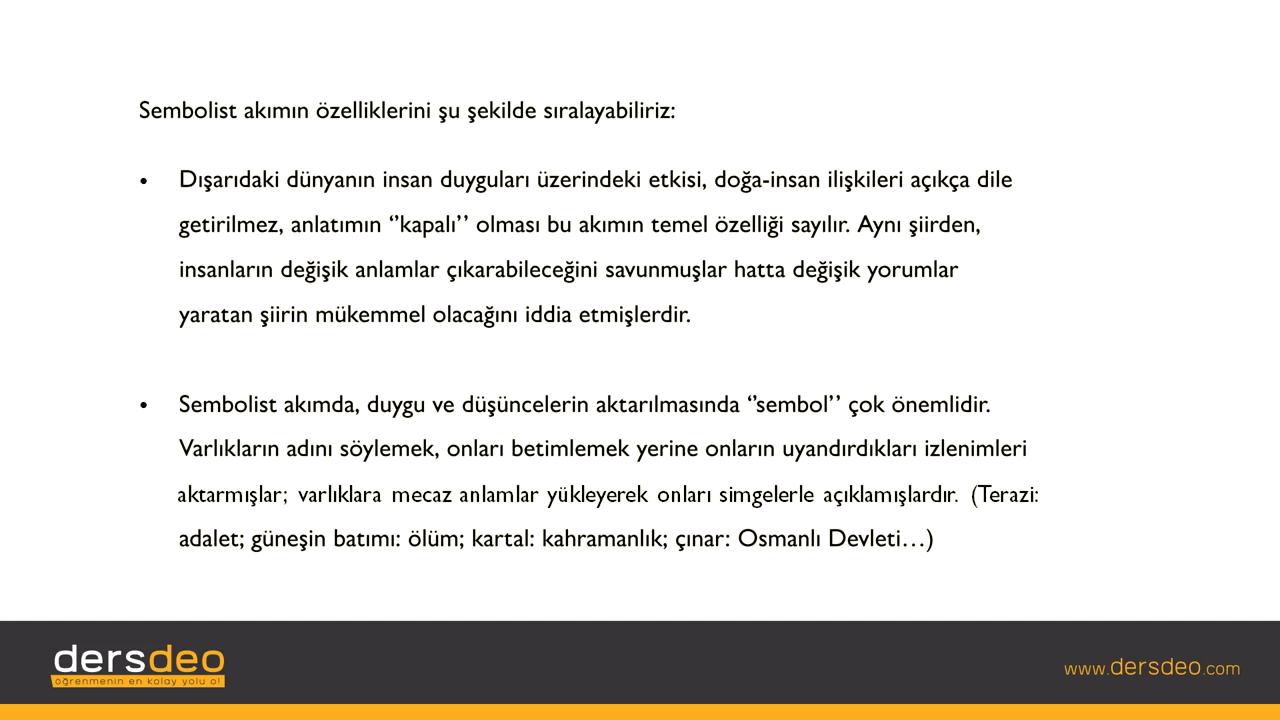 Sembolist akımın özelliklerini şu şekilde sıralayabiliriz:
• Dışarıdaki dünyanın insan duyguları üzerindeki etkisi, doğa-insan ilişkileri açıkça dile
getirilmez, anlatımın ‘’kapalı’’ olması bu akımın temel özelliği sayılır. Aynı şiirden,
insanların değişik anlamlar çıkarabileceğini savunmuşlar hatta değişik yorumlar
yaratan şiirin mükemmel olacağını iddia etmişlerdir.
• Sembolist akımda, duygu ve düşüncelerin aktarılmasında ‘’sembol’’ çok önemlidir.
Varlıkların adını söylemek, onları betimlemek yerine onların uyandırdıkları izlenimleri
aktarmışlar; varlıklara mecaz anlamlar yükleyerek onları simgelerle açıklamışlardır. (Terazi:
adalet; güneşin batımı: ölüm; kartal: kahramanlık; çınar: Osmanlı Devleti…)
dersdeo
öğrenmenin en kolay yolu o!
www.dersdeo.com